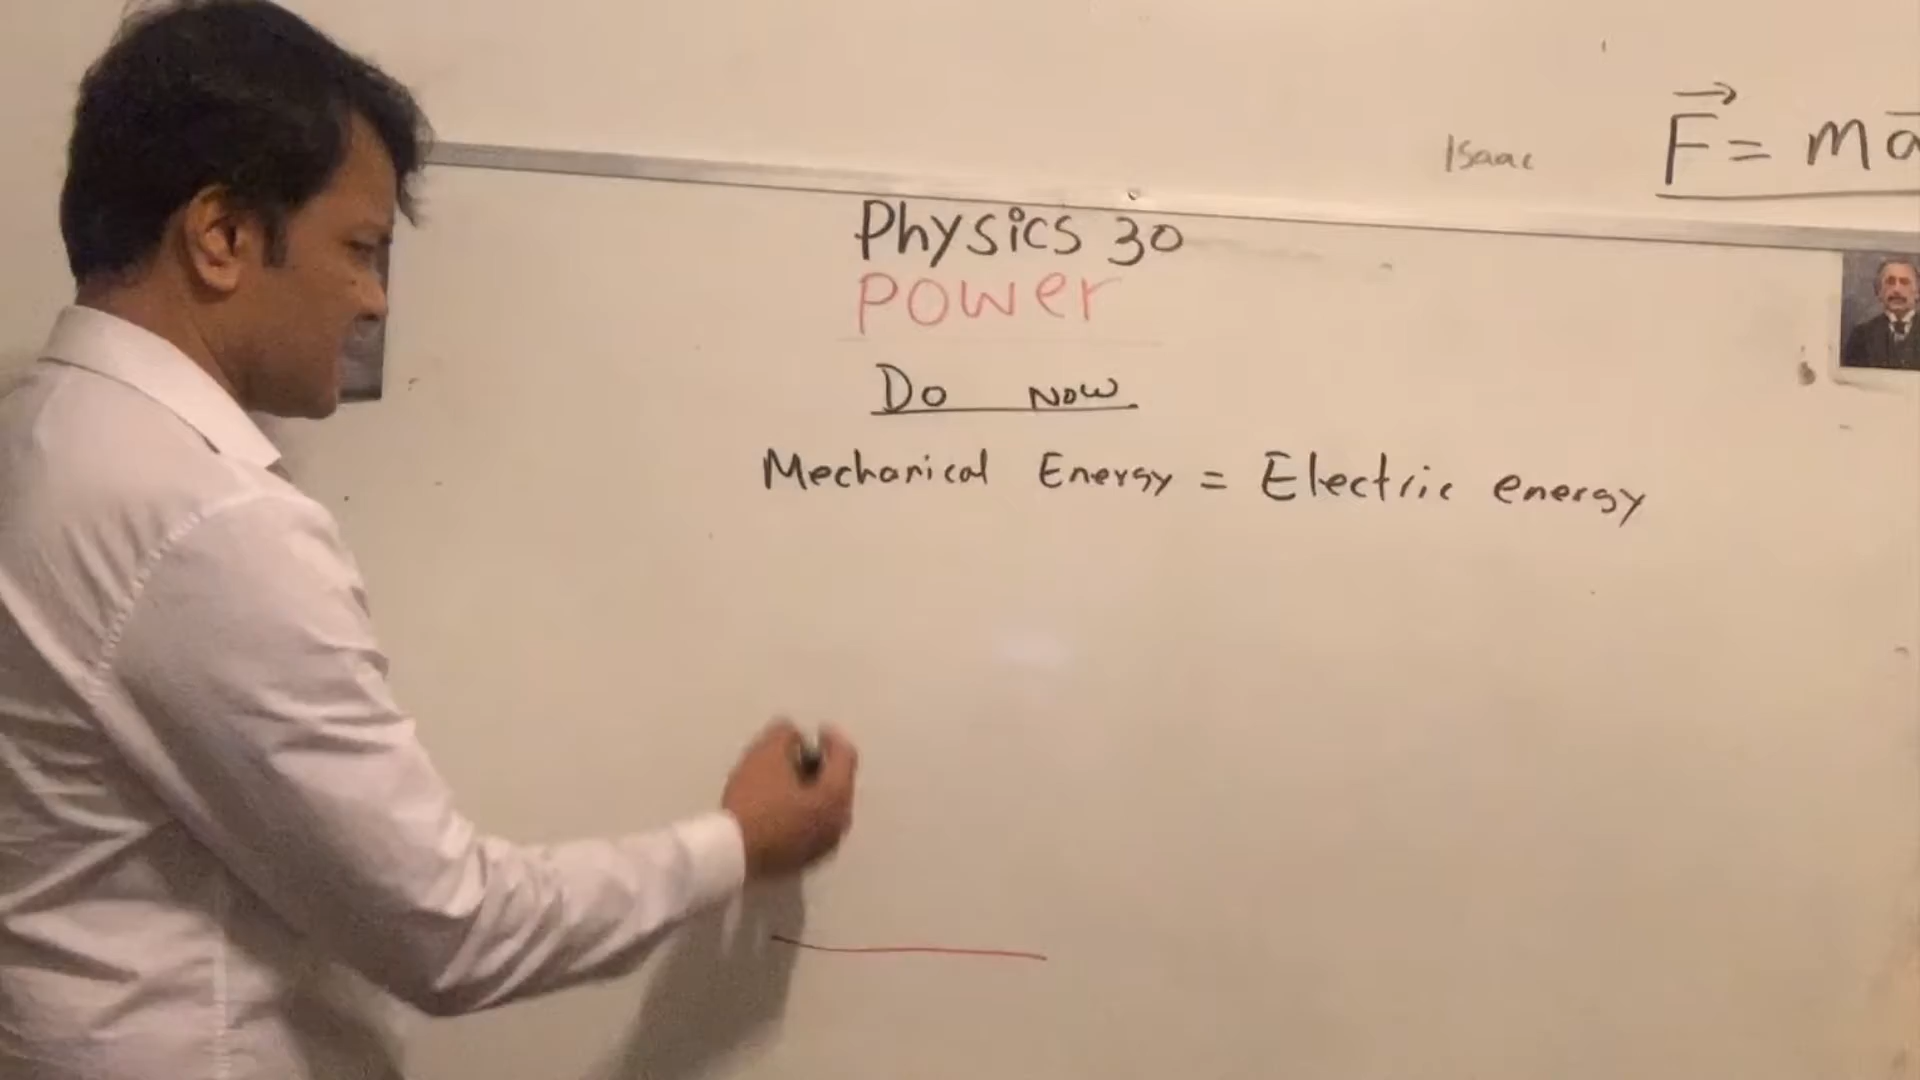 Isaac
F = ma
Physics 30
Power
Do Now
Mechanical Energy = Electric energy